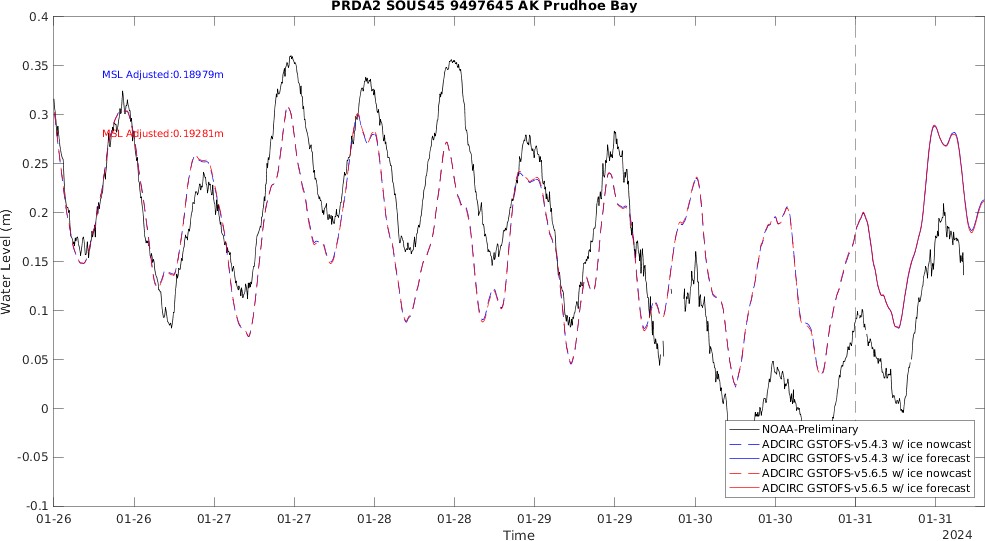 PRDA2 SOUS45 9497645 AK Prudhoe Bay
0.4
0.35
0.3
0.25
0.2
0.15
0.1
0.05
0
-0.05
-0.1
Water Level (m)
MSL Adjusted:0.18979m
MSL Adjusted:0.19281m
NOAA-Preliminary
ADCIRC GSTOFS-v5.4.3 w/ ice nowcast
ADCIRC GSTOFS-v5.4.3 w/ ice forecast
ADCIRC GSTOFS-v5.6.5 w/ ice nowcast
ADCIRC GSTOFS-v5.6.5 w/ ice forecast
01-26 01-26 01-27 01-27 01-28 01-28 01-29 01-29 01-30 01-30 01-31 01-31
Time
2024